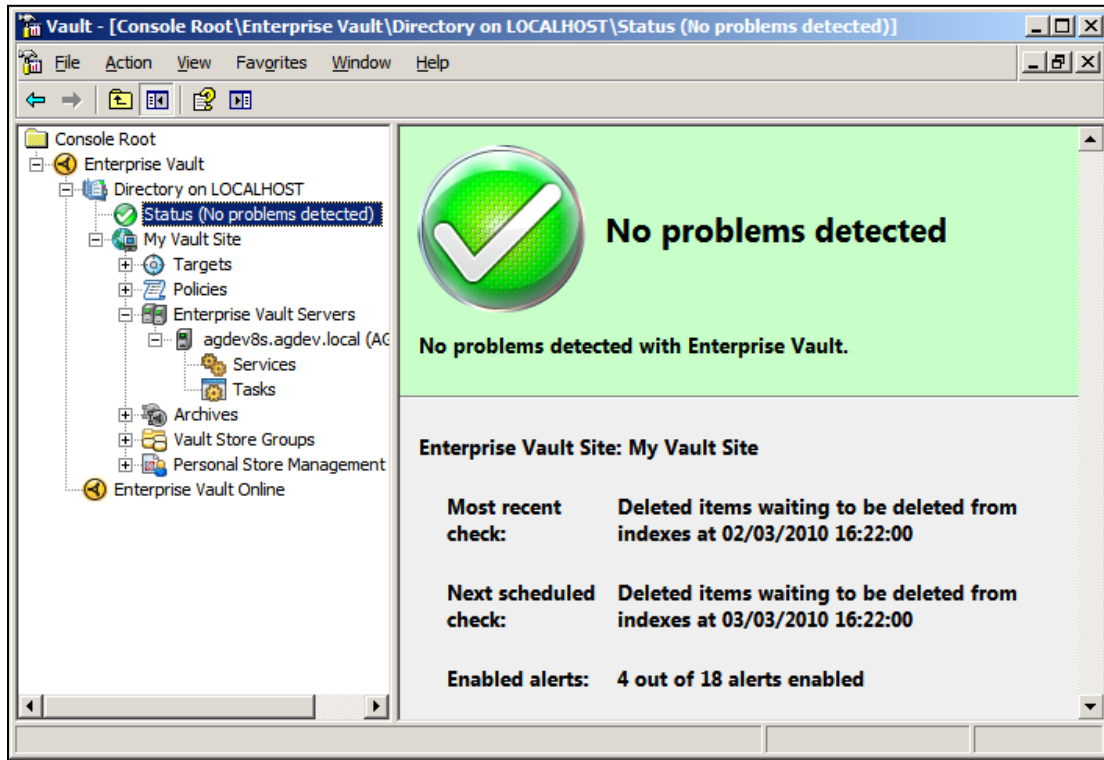 Vault - [Console Root\Enterprise Vault\Directory on LOCALHOST\Status (No problems detected)]
File Action View Favorites Window Help
Console Root
Enterprise Vault
Directory on LOCALHOST
Status (No problems detected)
My Vault Site
Targets
Policies
Enterprise Vault Servers
agdev8s.agdev.local (AG
Services
Tasks
Archives
Vault Store Groups
Personal Store Management
Enterprise Vault Online
No problems detected
No problems detected with Enterprise Vault.
Enterprise Vault Site: My Vault Site
Most recent check: Deleted items waiting to be deleted from
indexes at 02/03/2010 16:22:00
Next scheduled check: Deleted items waiting to be deleted from
indexes at 03/03/2010 16:22:00
Enabled alerts: 4 out of 18 alerts enabled